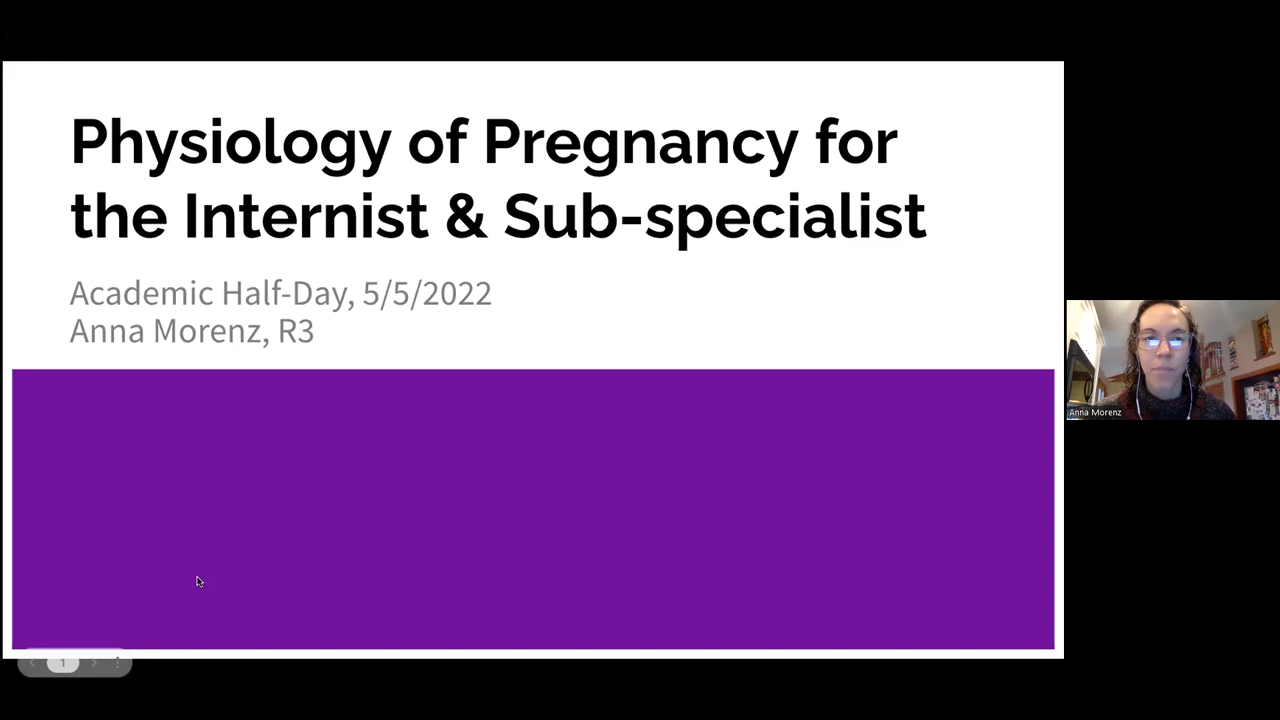 Physiology of Pregnancy for
the Internist & Sub-specialist
Academic Half-Day, 5/5/2022
Anna Morenz, R3
Anna Morenz
1